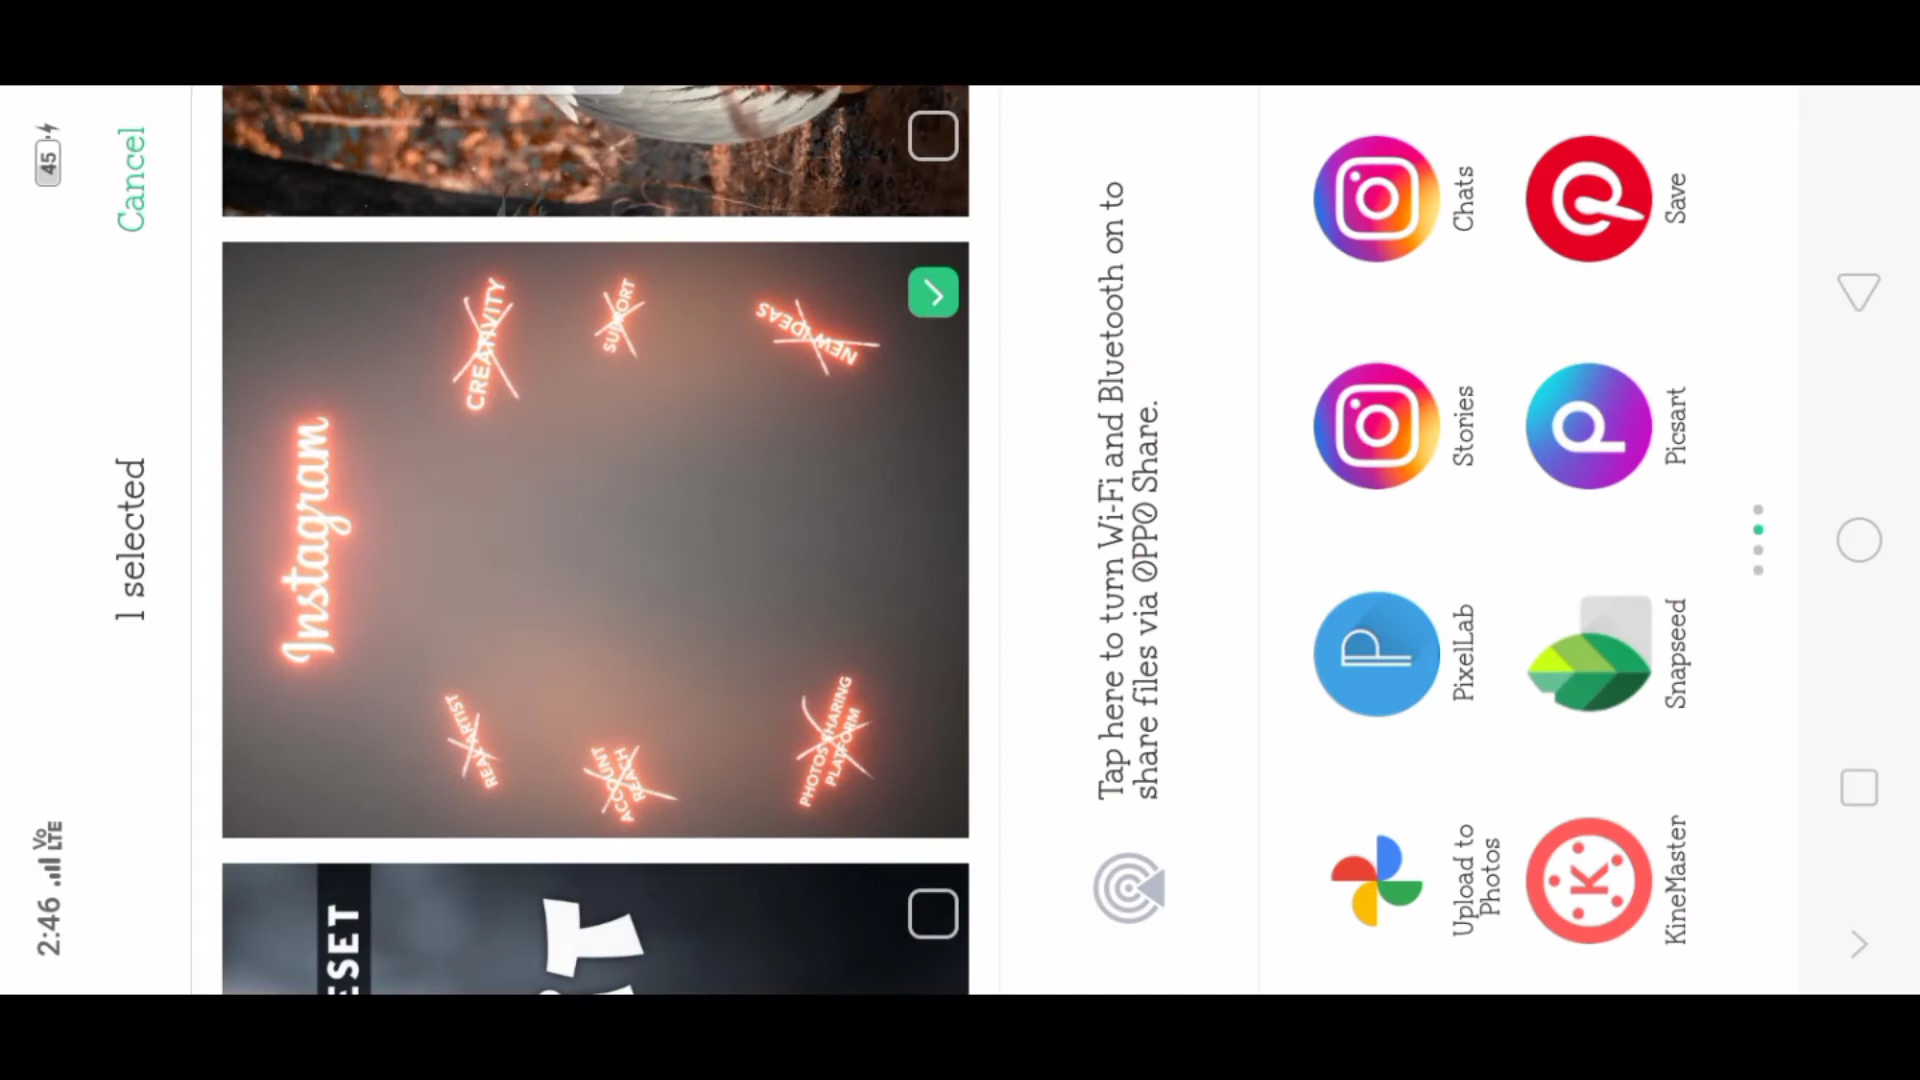 2:46
Vo
LTE
45
1 selected
Cancel
ESET
Instagram
REAL ARTIST
CREATIVITY
ACCOUNT
REACH
SUPPORT
PHOTOS SHARING
PLATFORM
NEW IDEAS
Tap here to turn Wi-Fi and Bluetooth on to
share files via OPPO Share.
Upload to
Photos
PixelLab
Stories
Chats
KineMaster
Snapseed
Picsart
Save